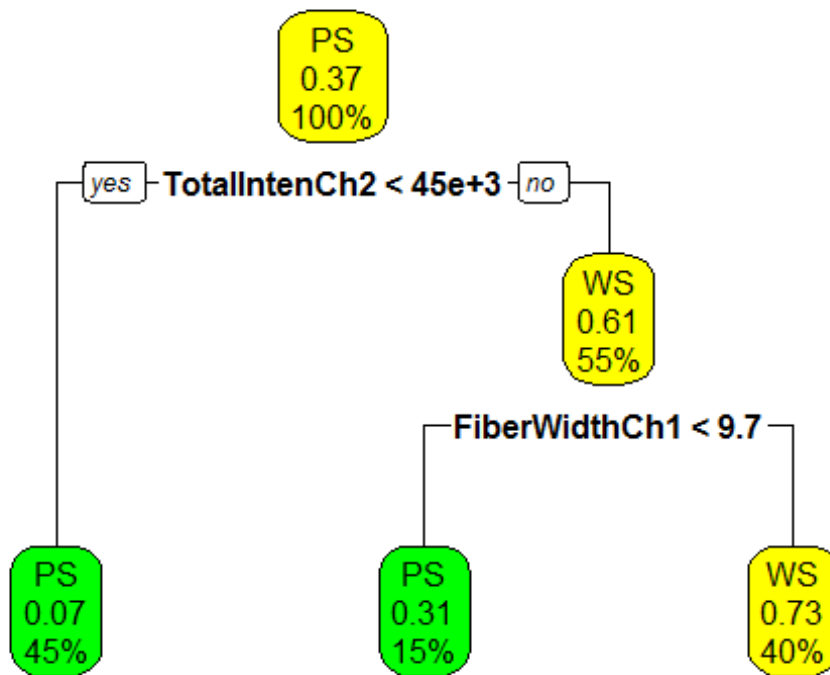 PS
0.37
100%
yes TotalIntenCh2 < 45e+3 no
WS
0.61
55%
FiberWidthCh1 < 9.7
PS
0.07
45%
PS
0.31
15%
WS
0.73
40%